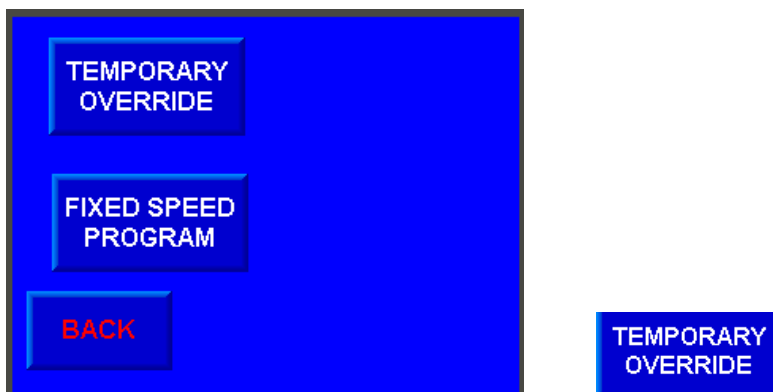 TEMPORARY
OVERRIDE
FIXED SPEED
PROGRAM
BACK
TEMPORARY
OVERRIDE